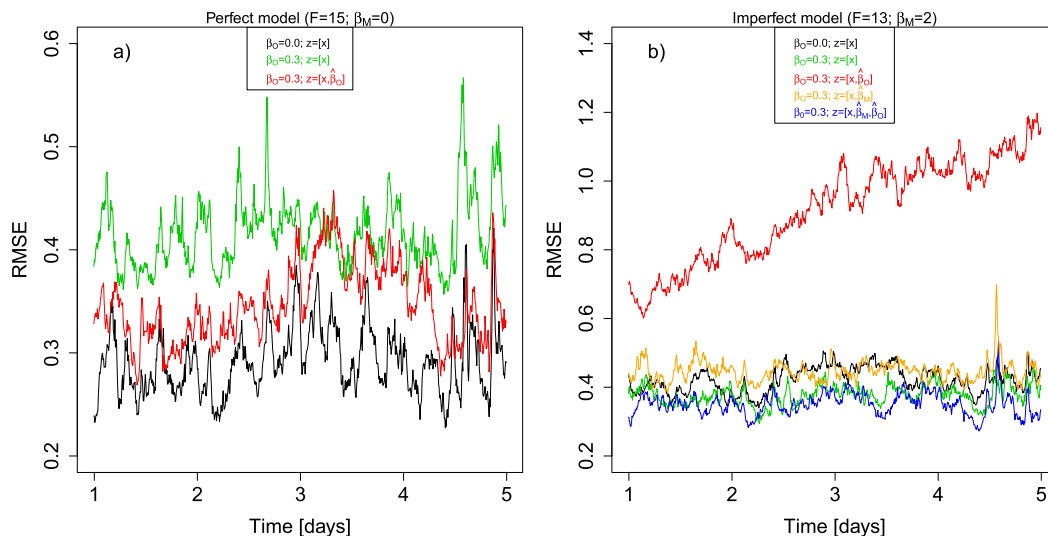 Perfect model (F=15; βM=0)
a)
βO=0.0; z=[x]
βO=0.3; z=[x]
βO=0.3; z=[x,β̂O]
RMSE
0.6
0.5
0.4
0.3
0.2
1 2 3 4 5
Time [days]
Imperfect model (F=13; βM=2)
b)
βO=0.0; z=[x]
βO=0.3; z=[x]
βO=0.3; z=[x,β̂O]
βO=0.3; z=[x,β̂M]
β0=0.3; z=[x,β̂M,β̂O]
RMSE
1.4
1.2
1.0
0.8
0.6
0.4
0.2
1 2 3 4 5
Time [days]